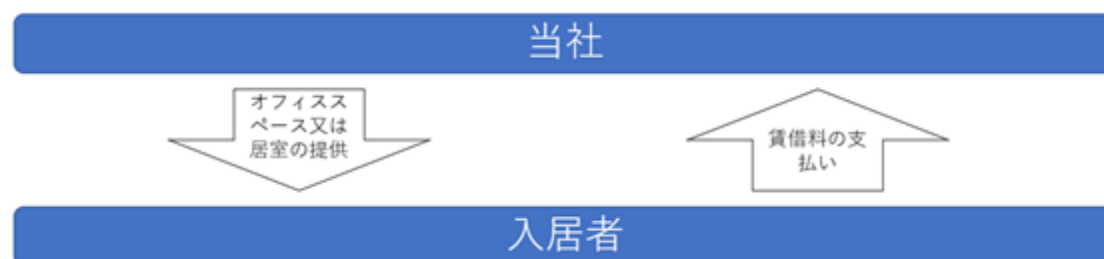 当社
オフィスス
ペース又は
居室の提供
賃借料の支
払い
入居者